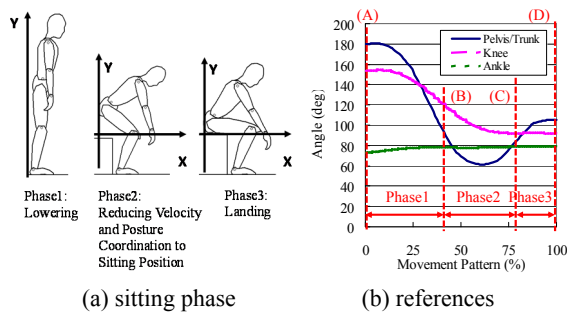 Y
Y
Y
X
X
Phase1:
Lowering
Phase2:
Reducing Velocity
and Posture
Coordination to
Sitting Position
Phase3:
Landing
(a) sitting phase
(A)
(D)
200
180
160
140
120
100
80
60
40
20
0
Angle (deg)
Pelvis/Trunk
Knee
Ankle
(B)
(C)
Phase1
Phase2
Phase3
0
25
50
75
100
Movement Pattern (%)
(b) references